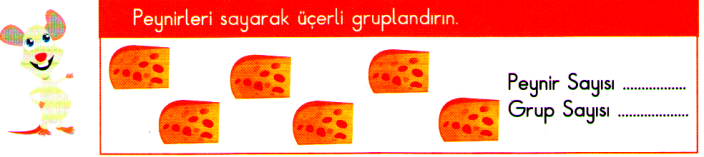 Peynirleri sayarak üçerli gruplandırın.
Peynir Sayısı ................
Grup Sayısı ..................